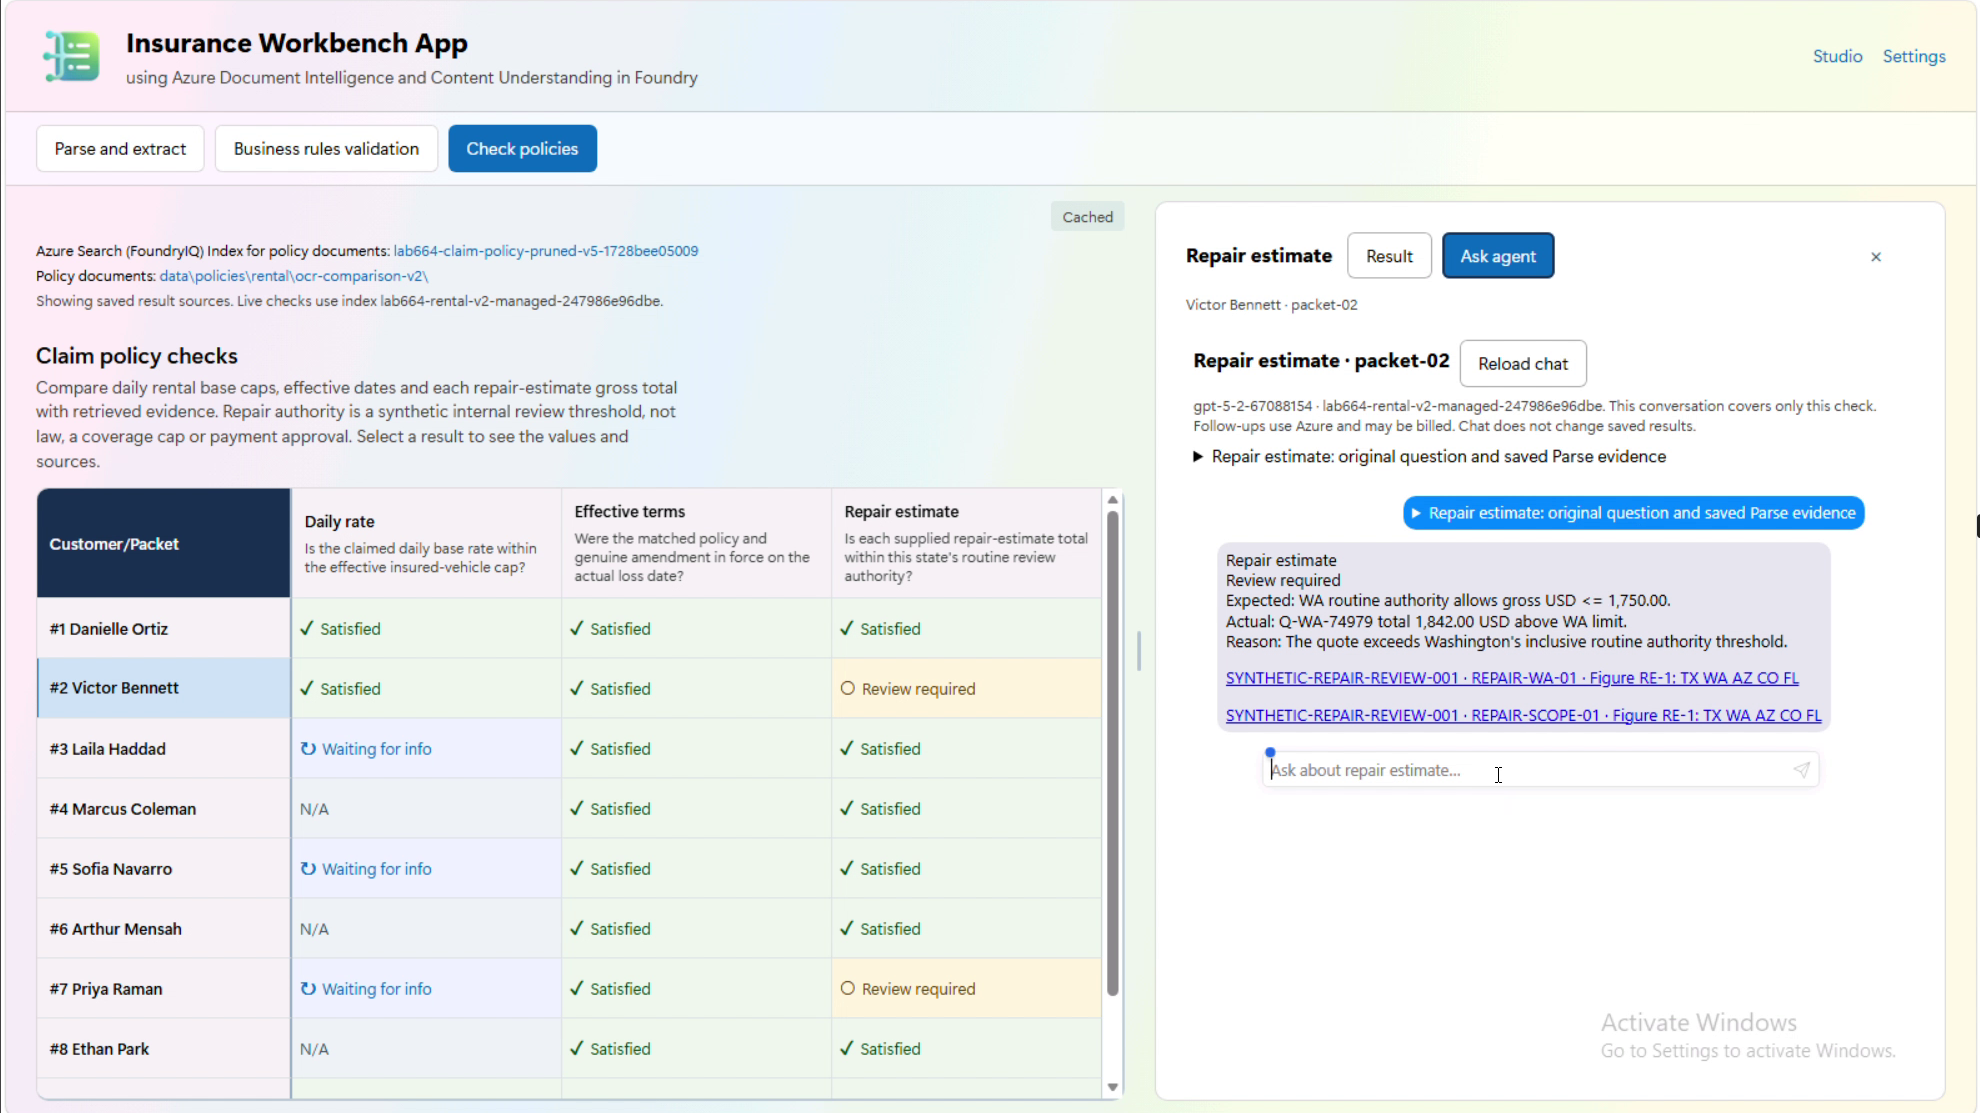 Insurance Workbench App
using Azure Document Intelligence and Content Understanding in Foundry
Studio Settings
Parse and extract
Business rules validation
Check policies
Cached
Azure Search (FoundryIQ) Index for policy documents: lab664-claim-policy-pruned-v5-1728bee05009
Policy documents: data\policies\rental\ocr-comparison-v2\
Showing saved result sources. Live checks use index lab664-rental-v2-managed-247986e96dbe.
Claim policy checks
Compare daily rental base caps, effective dates and each repair-estimate gross total
with retrieved evidence. Repair authority is a synthetic internal review threshold, not
law, a coverage cap or payment approval. Select a result to see the values and
sources.
Customer/Packet
Daily rate
Is the claimed daily base rate within
the effective insured-vehicle cap?
Effective terms
Were the matched policy and
genuine amendment in force on the
actual loss date?
Repair estimate
Is each supplied repair-estimate total
within this state's routine review
authority?
#1 Danielle Ortiz
✓ Satisfied
✓ Satisfied
✓ Satisfied
#2 Victor Bennett
✓ Satisfied
✓ Satisfied
Review required
#3 Laila Haddad
↻ Waiting for info
✓ Satisfied
✓ Satisfied
#4 Marcus Coleman
N/A
✓ Satisfied
✓ Satisfied
#5 Sofia Navarro
↻ Waiting for info
✓ Satisfied
✓ Satisfied
#6 Arthur Mensah
N/A
✓ Satisfied
✓ Satisfied
#7 Priya Raman
↻ Waiting for info
✓ Satisfied
Review required
#8 Ethan Park
N/A
✓ Satisfied
✓ Satisfied
Repair estimate
Result
Ask agent
×
Victor Bennett · packet-02
Repair estimate · packet-02
Reload chat
gpt-5-2-67088154 · lab664-rental-v2-managed-247986e96dbe. This conversation covers only this check.
Follow-ups use Azure and may be billed. Chat does not change saved results.
▶ Repair estimate: original question and saved Parse evidence
▶ Repair estimate: original question and saved Parse evidence
Repair estimate
Review required
Expected: WA routine authority allows gross USD <= 1,750.00.
Actual: Q-WA-74979 total 1,842.00 USD above WA limit.
Reason: The quote exceeds Washington's inclusive routine authority threshold.
SYNTHETIC-REPAIR-REVIEW-001 · REPAIR-WA-01 · Figure RE-1: TX WA AZ CO FL
SYNTHETIC-REPAIR-REVIEW-001 · REPAIR-SCOPE-01 · Figure RE-1: TX WA AZ CO FL
Ask about repair estimate...
Activate Windows
Go to Settings to activate Windows.